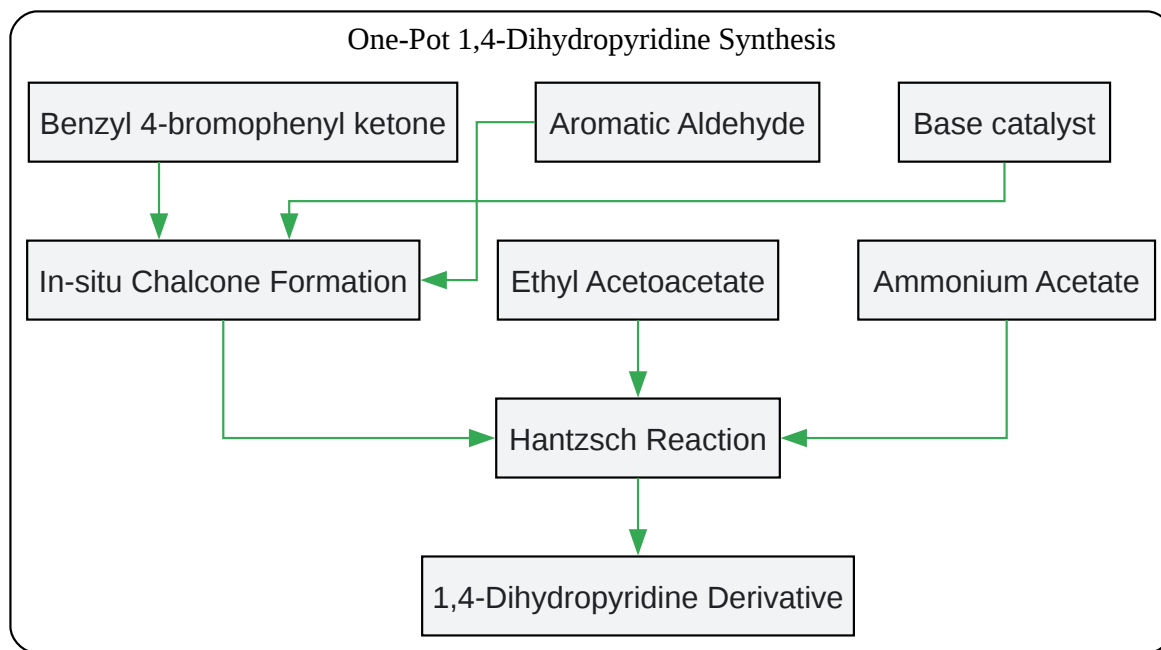 One-Pot 1,4-Dihydropyridine Synthesis
Benzyl 4-bromophenyl ketone
Aromatic Aldehyde
Base catalyst
In-situ Chalcone Formation
Ethyl Acetoacetate
Ammonium Acetate
Hantzsch Reaction
1,4-Dihydropyridine Derivative